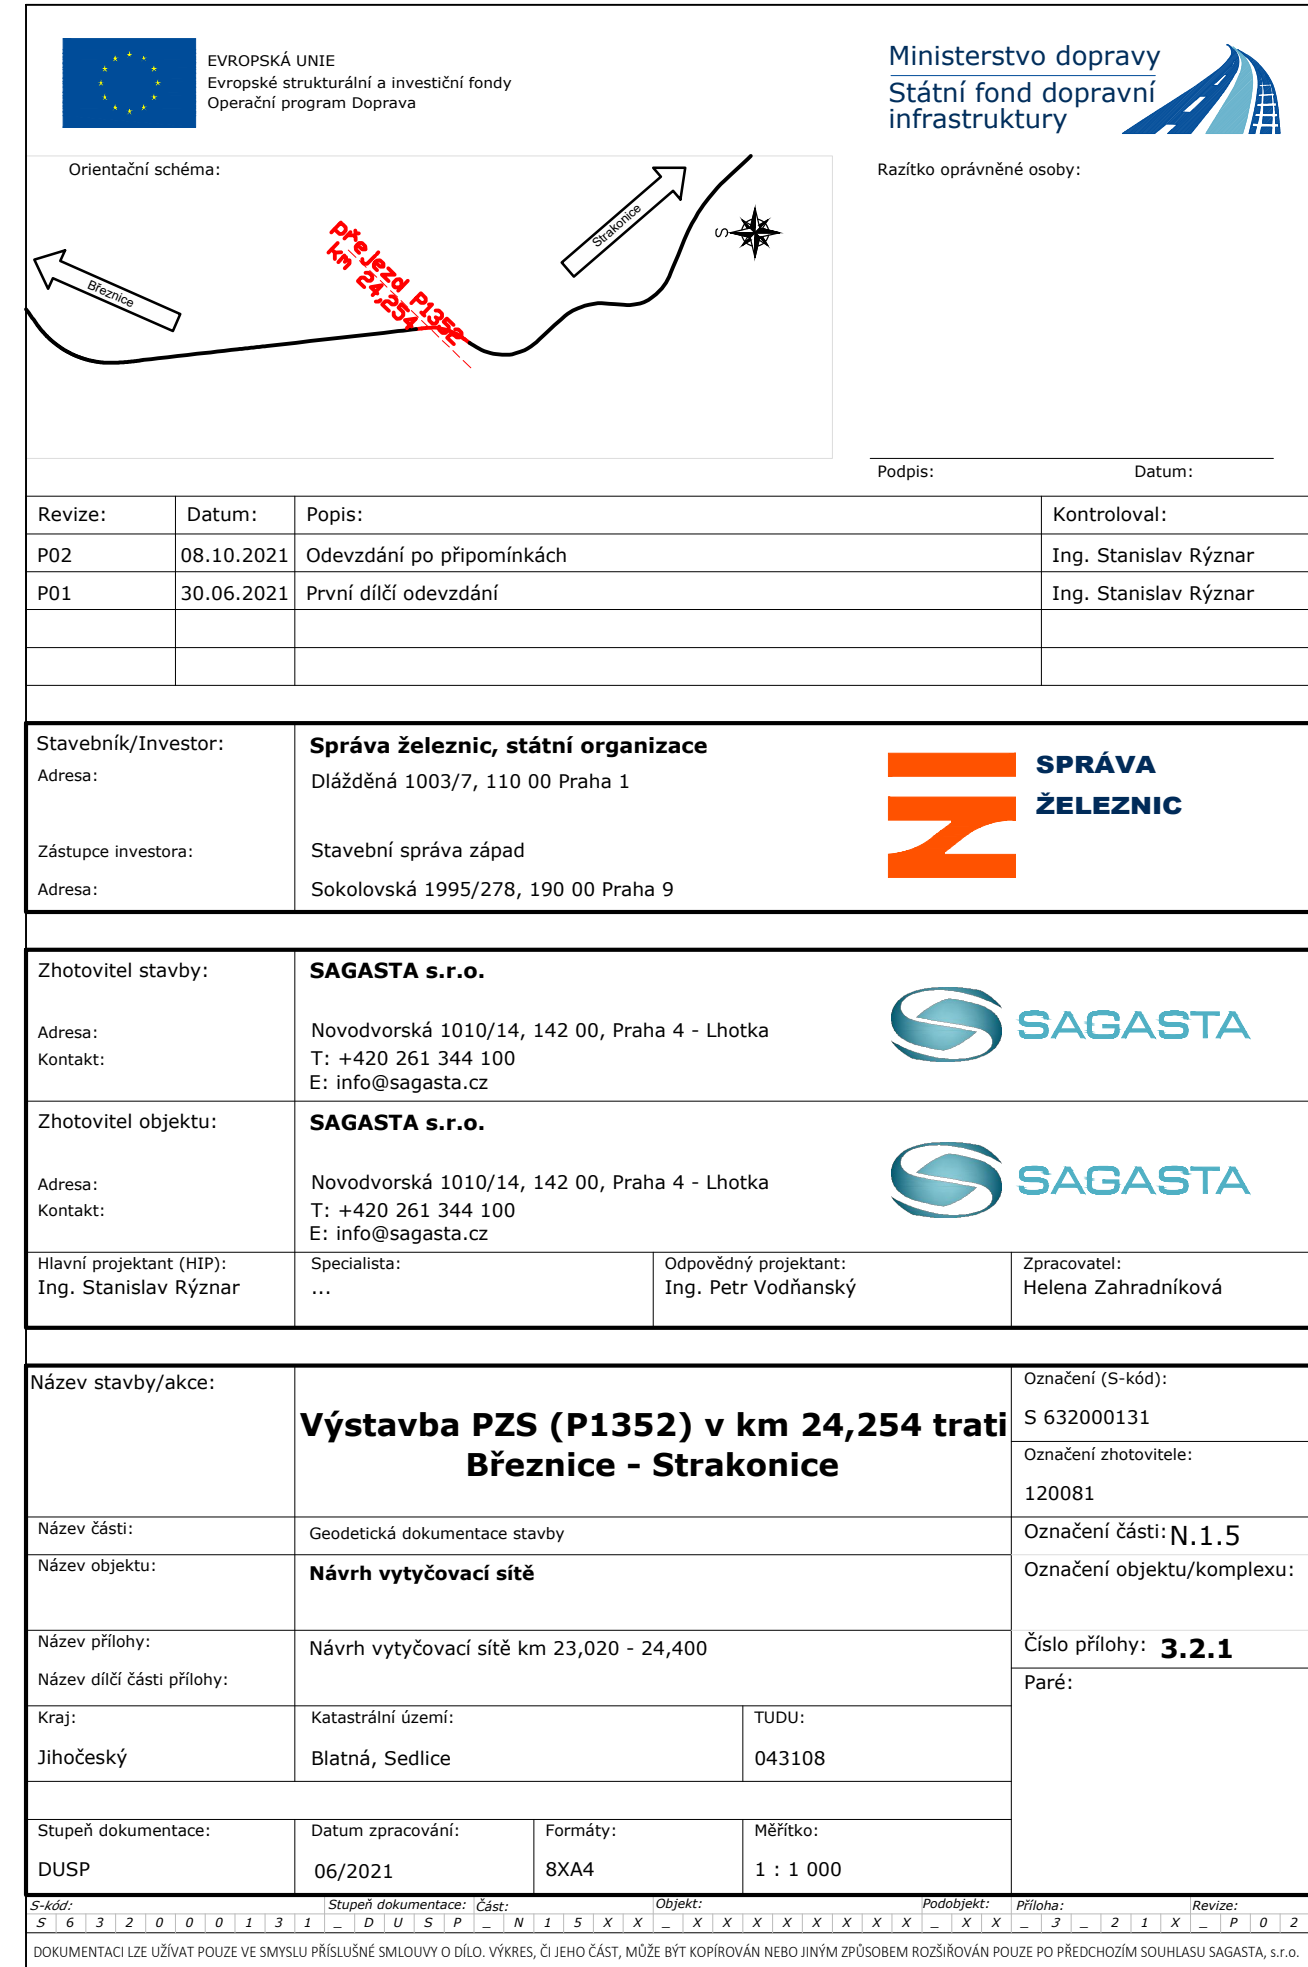 EVROPSKÁ UNIE
Evropské strukturální a investiční fondy
Operační program Doprava
Ministerstvo dopravy
Státní fond dopravní
infrastruktury
Orientační schéma:
Razítko oprávněné osoby:
Březnice
přejezd P1352
km 24,254
Strakonice
S
Podpis: Datum:
Revize: Datum: Popis: Kontroloval:
P02 08.10.2021 Odevzdání po připomínkách Ing. Stanislav Rýznar
P01 30.06.2021 První dílčí odevzdání Ing. Stanislav Rýznar
Stavebník/Investor: Správa železnic, státní organizace
Adresa: Dlážděná 1003/7, 110 00 Praha 1
SPRÁVA
ŽELEZNIC
Zástupce investora: Stavební správa západ
Adresa: Sokolovská 1995/278, 190 00 Praha 9
Zhotovitel stavby: SAGASTA s.r.o.
SAGASTA
Adresa: Novodvorská 1010/14, 142 00, Praha 4 - Lhotka
Kontakt: T: +420 261 344 100
E: info@sagasta.cz
Zhotovitel objektu: SAGASTA s.r.o.
SAGASTA
Adresa: Novodvorská 1010/14, 142 00, Praha 4 - Lhotka
Kontakt: T: +420 261 344 100
E: info@sagasta.cz
Hlavní projektant (HIP): Specialista: Odpovědný projektant: Zpracovatel:
Ing. Stanislav Rýznar ... Ing. Petr Vodňanský Helena Zahradníková
Název stavby/akce:
Výstavba PZS (P1352) v km 24,254 trati
Březnice - Strakonice
Označení (S-kód):
S 632000131
Označení zhotovitele:
120081
Název části: Geodetická dokumentace stavby Označení části: N.1.5
Název objektu: Návrh vytyčovací sítě Označení objektu/komplexu:
Název přílohy: Návrh vytyčovací sítě km 23,020 - 24,400 Číslo přílohy: 3.2.1
Název dílčí části přílohy: Paré:
Kraj: Katastrální území: TUDU:
Jihočeský Blatná, Sedlice 043108
Stupeň dokumentace: Datum zpracování: Formáty: Měřítko:
DUSP 06/2021 8XA4 1 : 1 000
S-kód: Stupeň dokumentace: Část: Objekt: Podobjekt: Příloha: Revize:
S 6 3 2 0 0 0 1 3 1 _ D U S P _ N 1 5 X X _ X X X X X X X X _ X X _ 3 _ 2 1 X _ P 0 2
DOKUMENTACI LZE UŽÍVAT POUZE VE SMYSLU PŘÍSLUŠNÉ SMLOUVY O DÍLO. VÝKRES, ČI JEHO ČÁST, MŮŽE BÝT KOPÍROVÁN NEBO JINÝM ZPŮSOBEM ROZŠIŘOVÁN POUZE PO PŘEDCHOZÍM SOUHLASU SAGASTA, s.r.o.